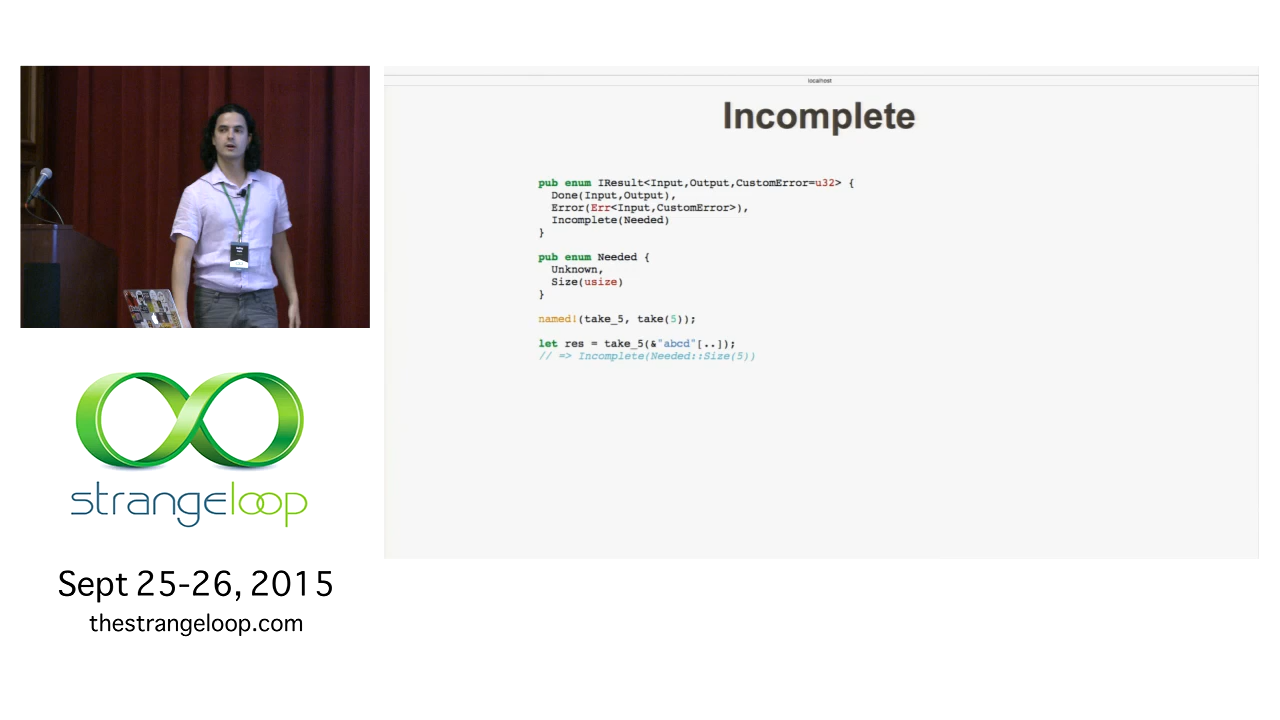 localhost
Incomplete
pub enum IResult<Input,Output,CustomError=u32> {
Done(Input,Output),
Error(Err<Input,CustomError>),
Incomplete(Needed)
}
pub enum Needed {
Unknown,
Size(usize)
}
named!(take_5, take(5));
let res = take_5(&"abcd"[..]);
// => Incomplete(Needed::Size(5))
strangeloop
Sept 25-26, 2015
thestrangeloop.com